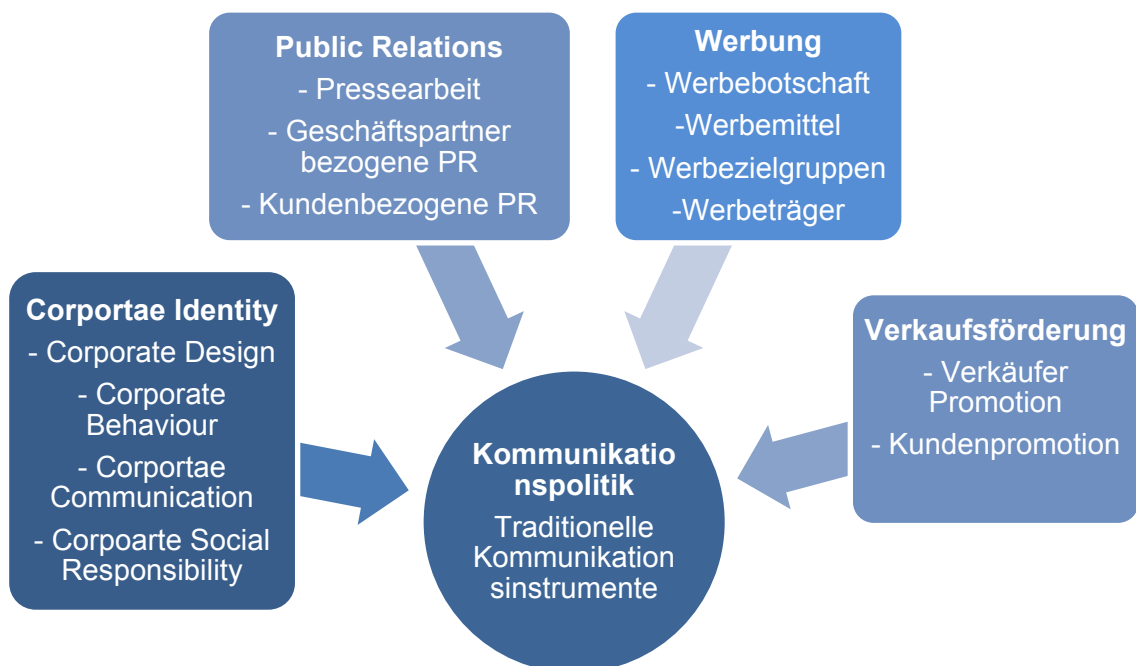 Public Relations
- Pressearbeit
- Geschäftspartner
bezogene PR
- Kundenbezogene PR
Werbung
- Werbebotschaft
-Werbemittel
- Werbezielgruppen
-Werbeträger
Corportae Identity
- Corporate Design
- Corporate
Behaviour
- Corportae
Communication
- Corpoarte Social
Responsibility
Verkaufsförderung
- Verkäufer
Promotion
- Kundenpromotion
Kommunikatio
nspolitik
Traditionelle
Kommunikation
sinstrumente